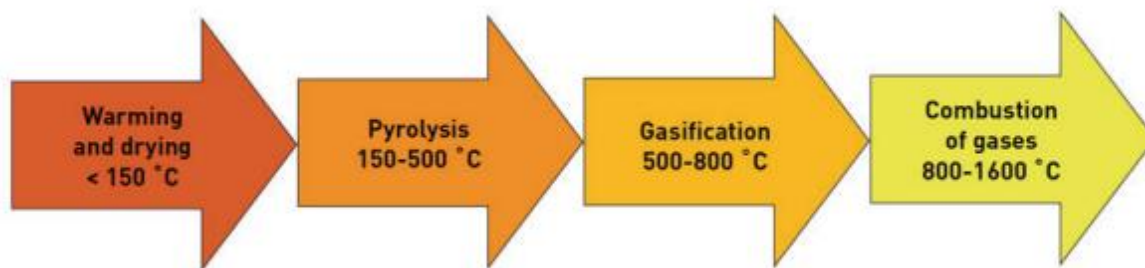 Warming
and drying
< 150 ˚C
Pyrolysis
150-500 ˚C
Gasification
500-800 ˚C
Combustion
of gases
800-1600 ˚C